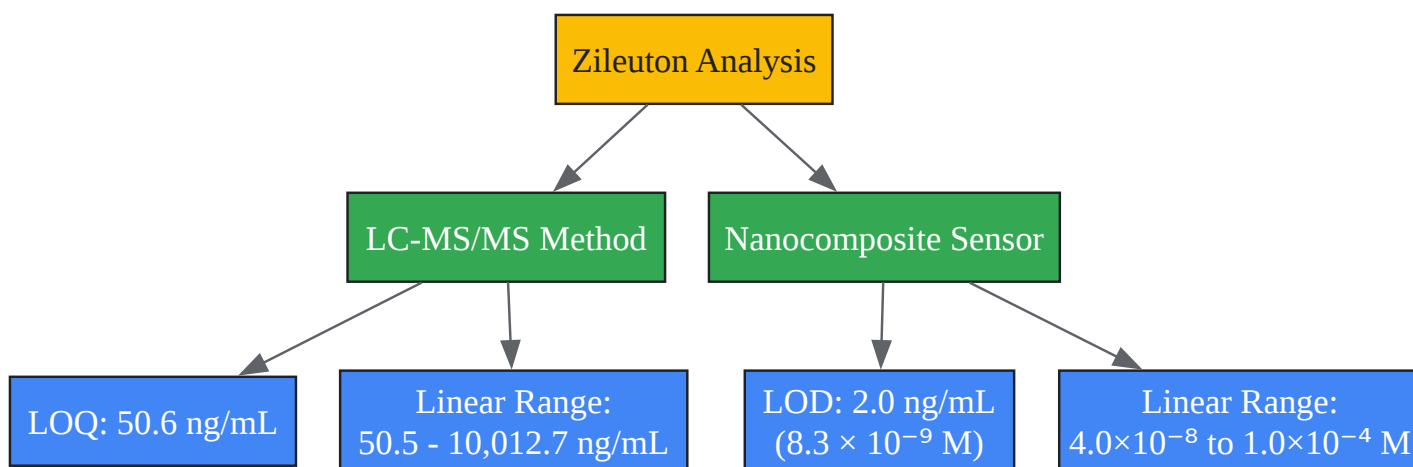 Zileuton Analysis
LC-MS/MS Method
Nanocomposite Sensor
LOQ: 50.6 ng/mL
Linear Range:
50.5 - 10,012.7 ng/mL
LOD: 2.0 ng/mL
(8.3 × 10⁻⁹ M)
Linear Range:
4.0×10⁻⁸ to 1.0×10⁻⁴ M